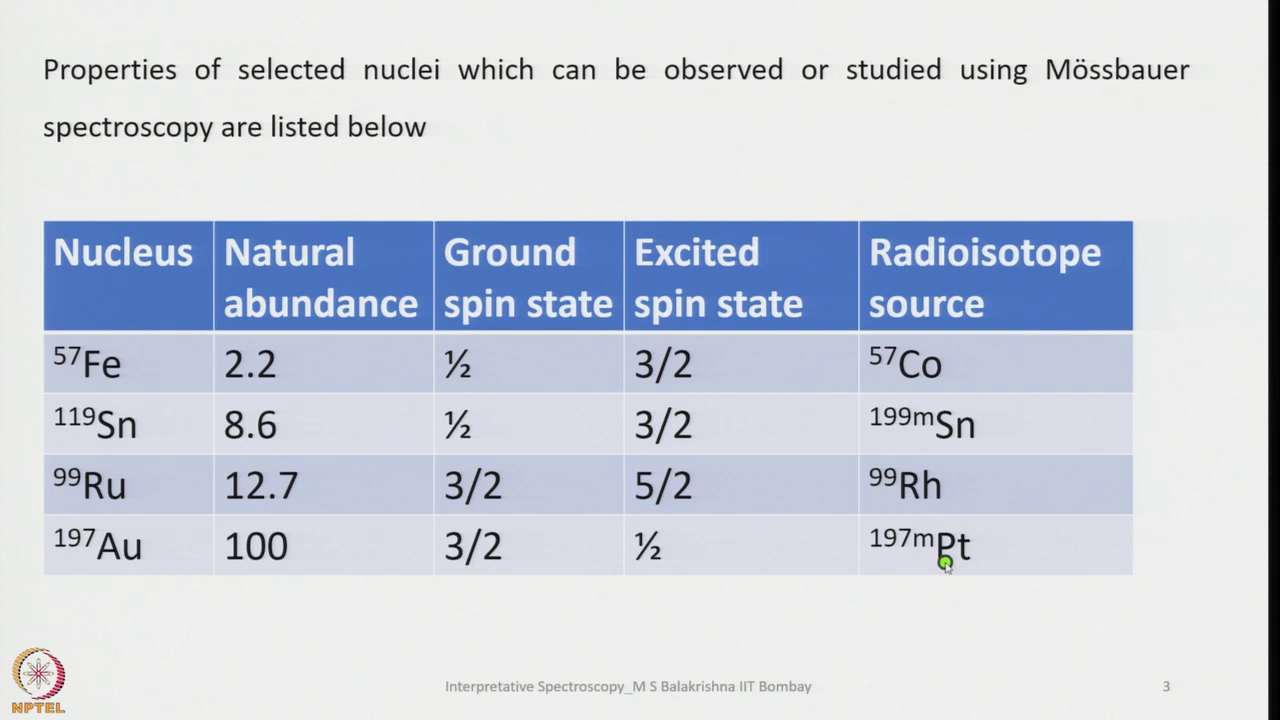 Properties of selected nuclei which can be observed or studied using Mössbauer
spectroscopy are listed below
Nucleus Natural abundance Ground spin state Excited spin state Radioisotope source
⁵⁷Fe 2.2 ½ 3/2 ⁵⁷Co
¹¹⁹Sn 8.6 ½ 3/2 ¹⁹⁹ᵐSn
⁹⁹Ru 12.7 3/2 5/2 ⁹⁹Rh
¹⁹⁷Au 100 3/2 ½ ¹⁹⁷ᵐPt
NPTEL
Interpretative Spectroscopy_M S Balakrishna IIT Bombay
3